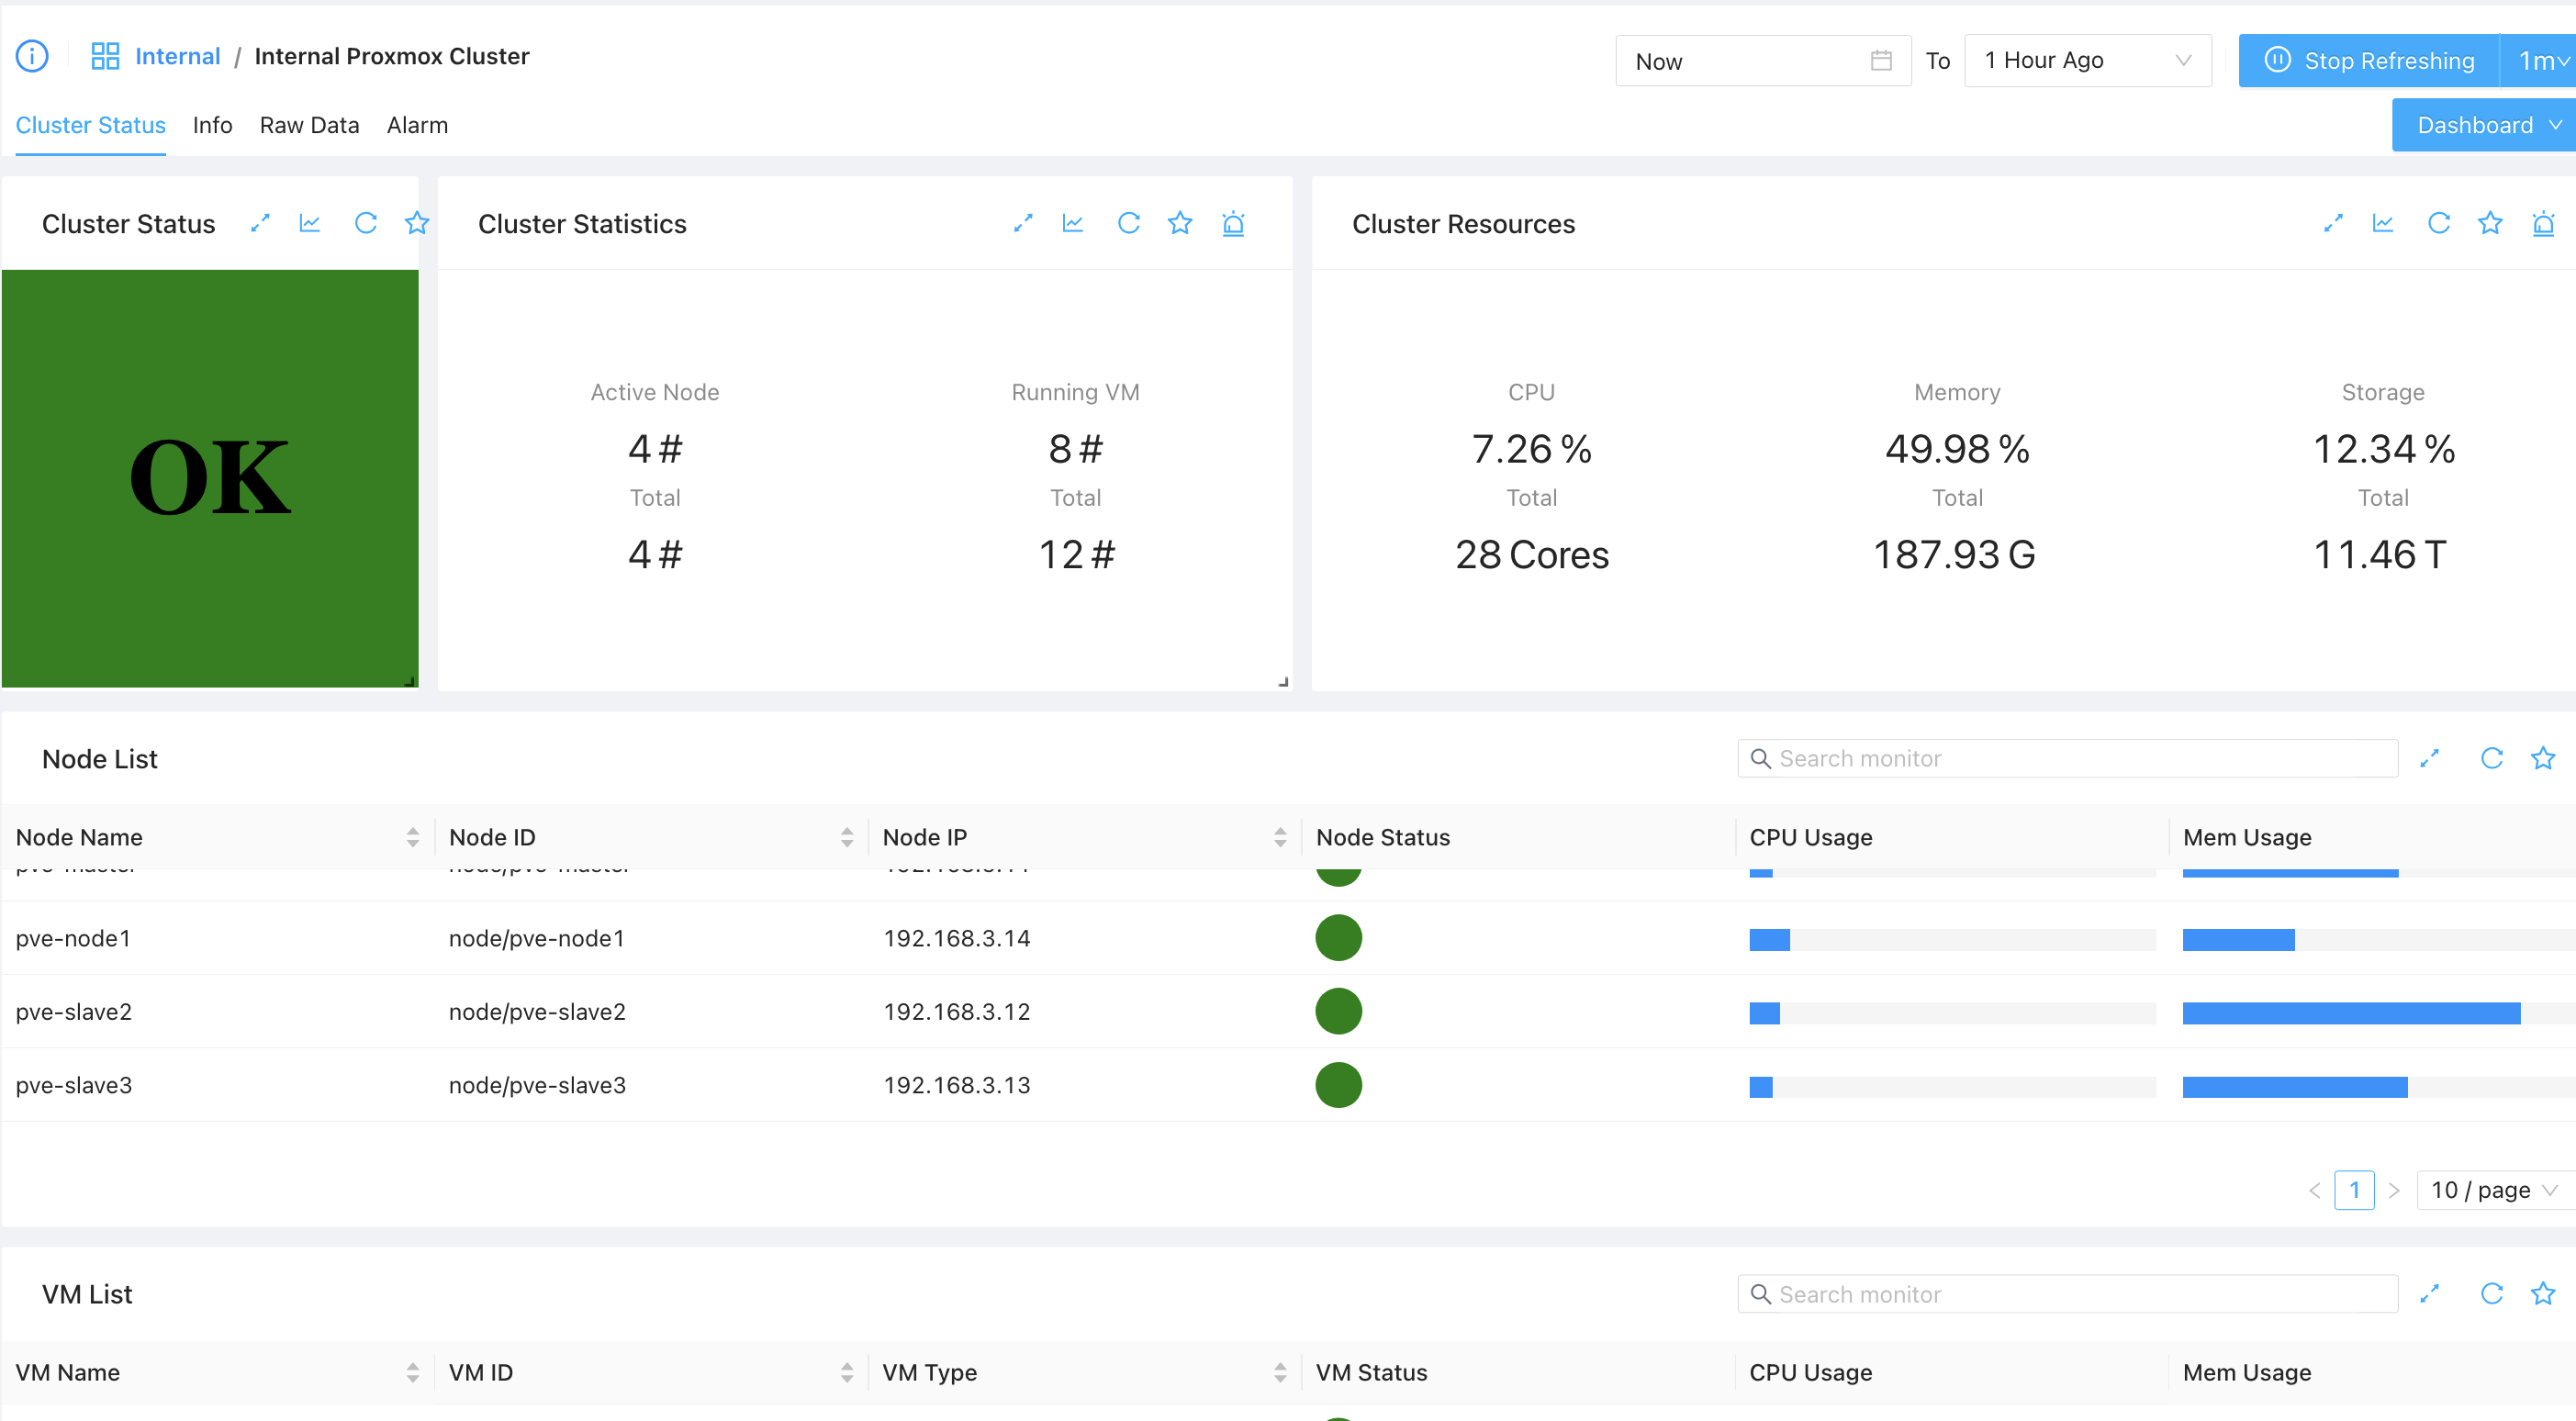 Internal / Internal Proxmox Cluster
Now To 1 Hour Ago Stop Refreshing 1m
Cluster Status Info Raw Data Alarm
Dashboard
Cluster Status
OK
Cluster Statistics
Active Node Running VM
4 # 8 #
Total Total
4 # 12 #
Cluster Resources
CPU Memory Storage
7.26 % 49.98 % 12.34 %
Total Total Total
28 Cores 187.93 G 11.46 T
Node List
Search monitor
Node Name Node ID Node IP Node Status CPU Usage Mem Usage
pve-master node/pve-master
pve-node1 node/pve-node1 192.168.3.14
pve-slave2 node/pve-slave2 192.168.3.12
pve-slave3 node/pve-slave3 192.168.3.13
1 10 / page
VM List
Search monitor
VM Name VM ID VM Type VM Status CPU Usage Mem Usage